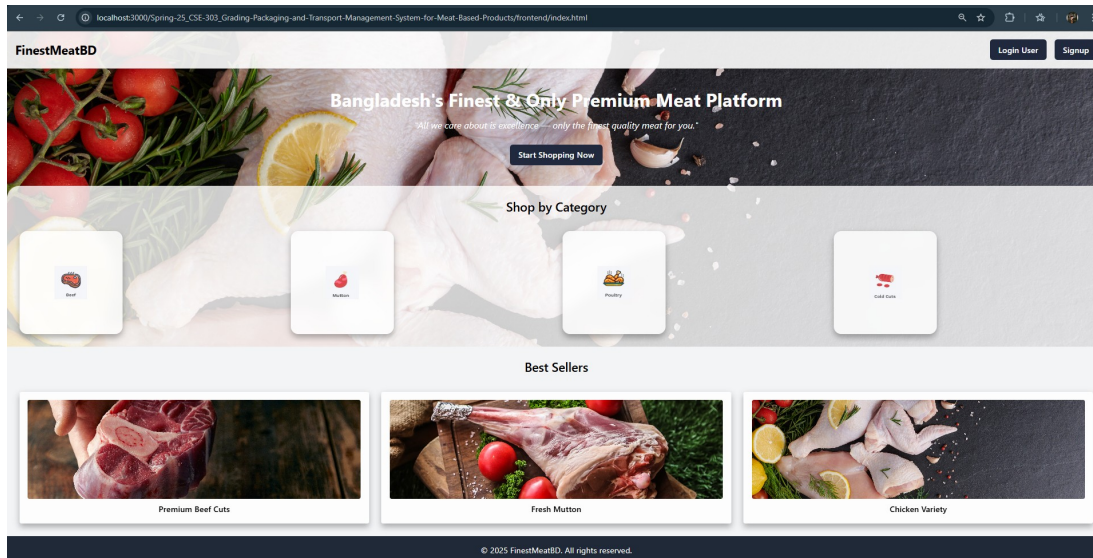 localhost:3000/Spring-25_CSE-303_Grading-Packaging-and-Transport-Management-System-for-Meat-Based-Products/frontend/index.html
FinestMeatBD
Login User
Signup
Bangladesh's Finest & Only Premium Meat Platform
"All we care about is excellence — only the finest quality meat for you."
Start Shopping Now
Shop by Category
Beef
Mutton
Poultry
Cold Cuts
Best Sellers
Premium Beef Cuts
Fresh Mutton
Chicken Variety
© 2025 FinestMeatBD. All rights reserved.